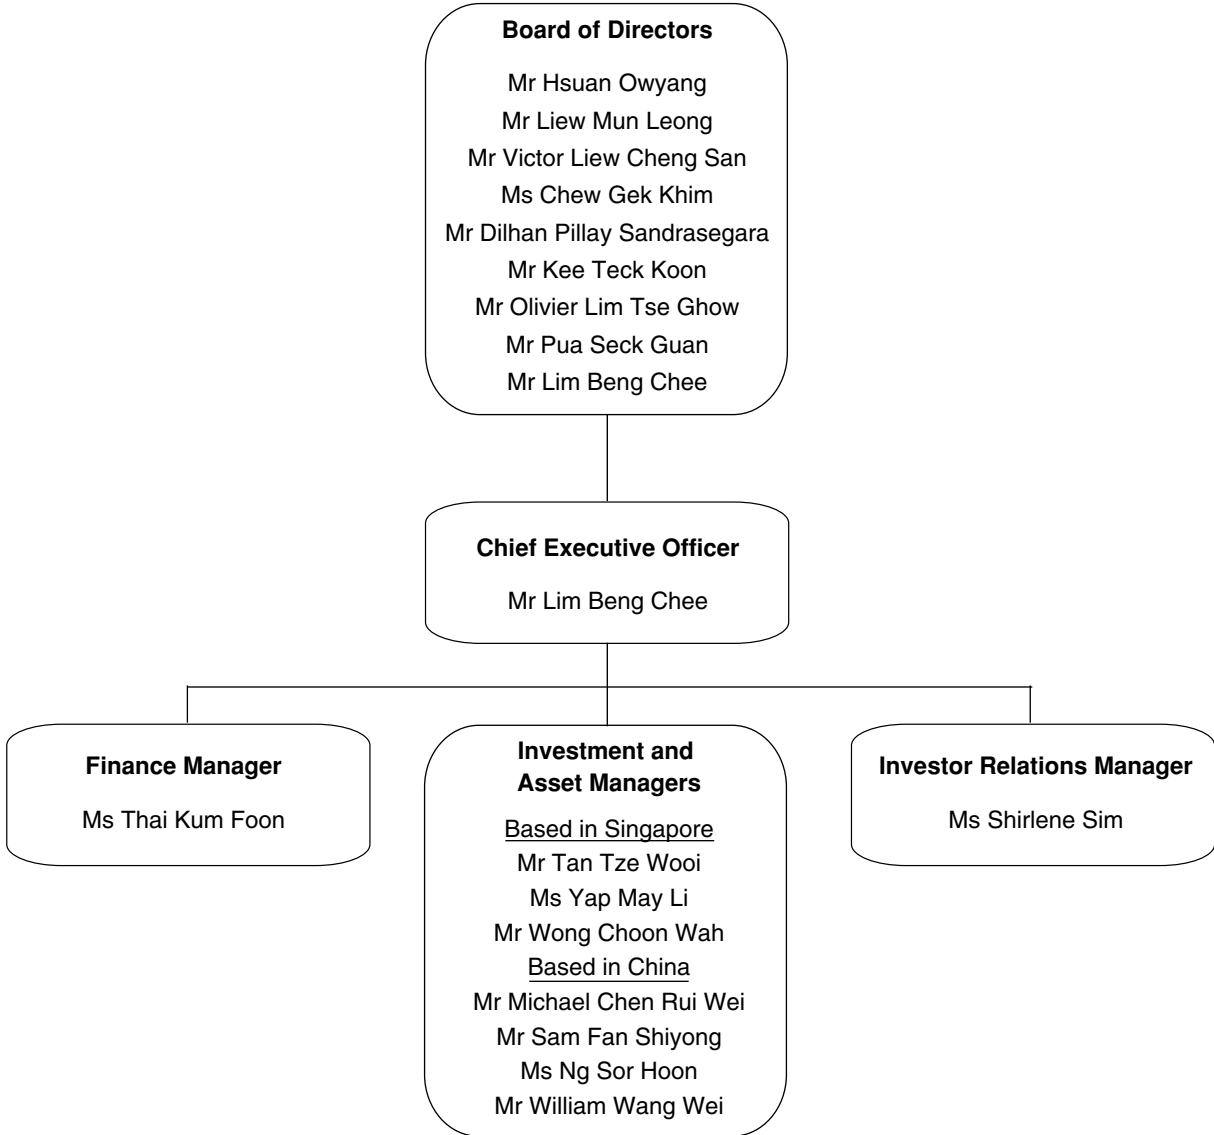 Board of Directors
Mr Hsuan Owyang
Mr Liew Mun Leong
Mr Victor Liew Cheng San
Ms Chew Gek Khim
Mr Dilhan Pillay Sandrasegara
Mr Kee Teck Koon
Mr Olivier Lim Tse Ghow
Mr Pua Seck Guan
Mr Lim Beng Chee
Chief Executive Officer
Mr Lim Beng Chee
Finance Manager
Ms Thai Kum Foon
Investment and
Asset Managers
Based in Singapore
Mr Tan Tze Wooi
Ms Yap May Li
Mr Wong Choon Wah
Based in China
Mr Michael Chen Rui Wei
Mr Sam Fan Shiyong
Ms Ng Sor Hoon
Mr William Wang Wei
Investor Relations Manager
Ms Shirlene Sim